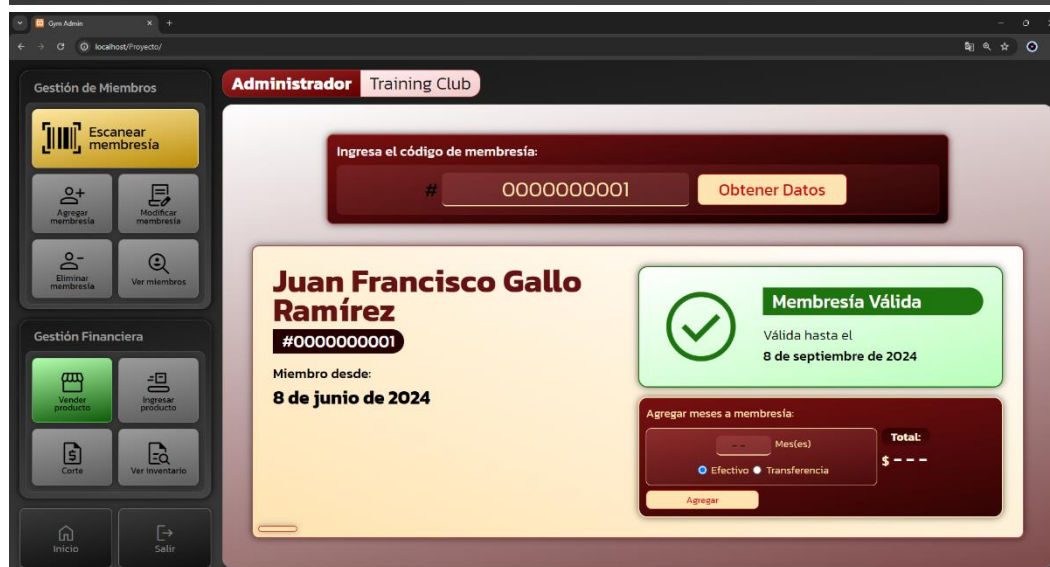 Gym Admin
localhost/Proyecto/
Gestión de Miembros
Escanear
membresía
Agregar
membresía
Modificar
membresía
Eliminar
membresía
Ver miembros
Gestión Financiera
Vender
producto
Ingresar
producto
Corte
Ver inventario
Inicio
Salir
Administrador Training Club
Ingresa el código de membresía:
# 0000000001 Obtener Datos
Juan Francisco Gallo
Ramírez
#0000000001
Miembro desde:
8 de junio de 2024
Membresía Válida
Válida hasta el
8 de septiembre de 2024
Agregar meses a membresía:
-- Mes(es)
Efectivo Transferencia
Total:
$ ---
Agregar